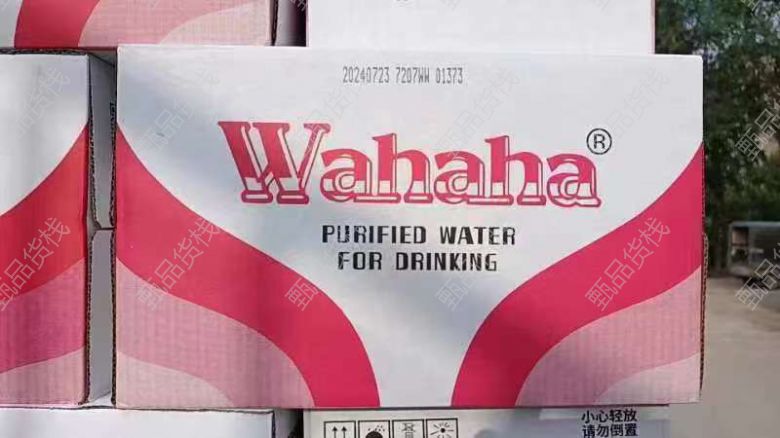 20240723 7207WW 01373
Wahaha®
PURIFIED WATER
FOR DRINKING
小心轻放
请勿倒置
甄品货栈